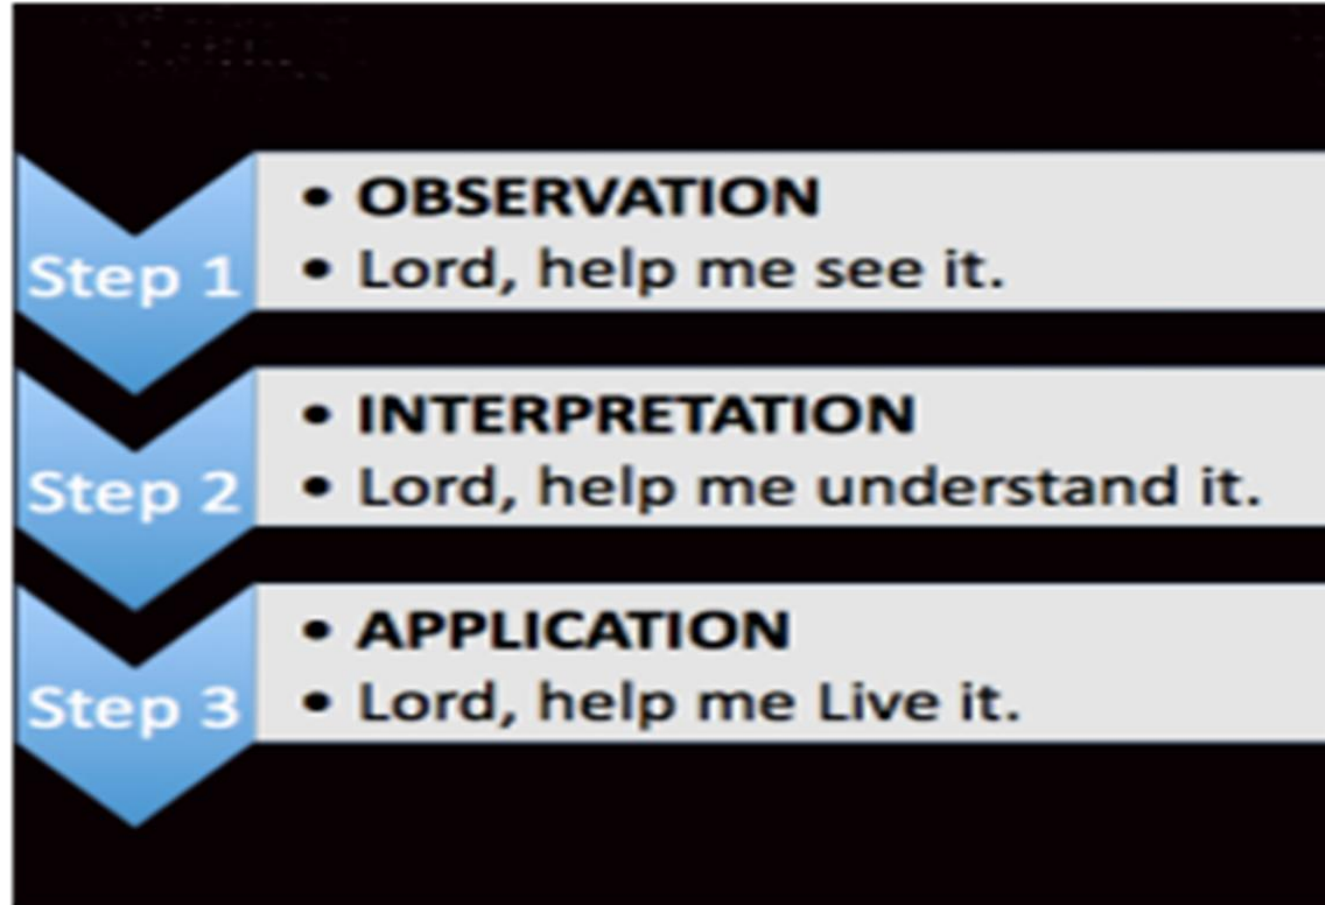 Step 1
• OBSERVATION
• Lord, help me see it.
Step 2
• INTERPRETATION
• Lord, help me understand it.
Step 3
• APPLICATION
• Lord, help me Live it.